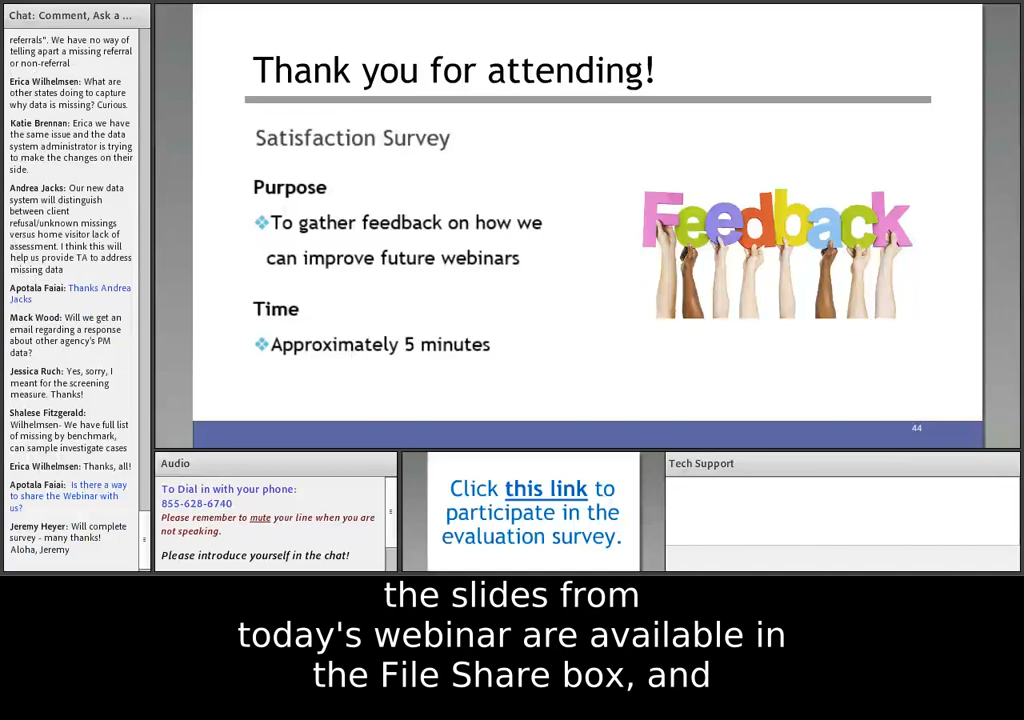 Chat: Comment, Ask a ...
referrals". We have no way of
telling apart a missing referral
or non-referral
Erica Wilhelmsen: What are
other states doing to capture
why data is missing? Curious.
Katie Brennan: Erica we have
the same issue and the data
system administrator is trying
to make the changes on their
side.
Andrea Jacks: Our new data
system will distinguish
between client
refusal/unknown missings
versus home visitor lack of
assessment. I think this will
help us provide TA to address
missing data
Apotala Faiai: Thanks Andrea
Jacks
Mack Wood: Will we get an
email regarding a response
about other agency's PM
data?
Jessica Ruch: Yes, sorry, I
meant for the screening
measure. Thanks!
Shalese Fitzgerald:
Wilhelmsen- We have full list
of missing by benchmark,
can sample investigate cases
Erica Wilhelmsen: Thanks, all!
Apotala Faiai: Is there a way
to share the Webinar with
us?
Jeremy Heyer: Will complete
survey - many thanks!
Aloha, Jeremy
Thank you for attending!
Satisfaction Survey
Purpose
To gather feedback on how we
can improve future webinars
Time
Approximately 5 minutes
Feedback
44
Audio
To Dial in with your phone:
855-628-6740
Please remember to mute your line when you are
not speaking.
Please introduce yourself in the chat!
Click this link to
participate in the
evaluation survey.
Tech Support
the slides from
today's webinar are available in
the File Share box, and